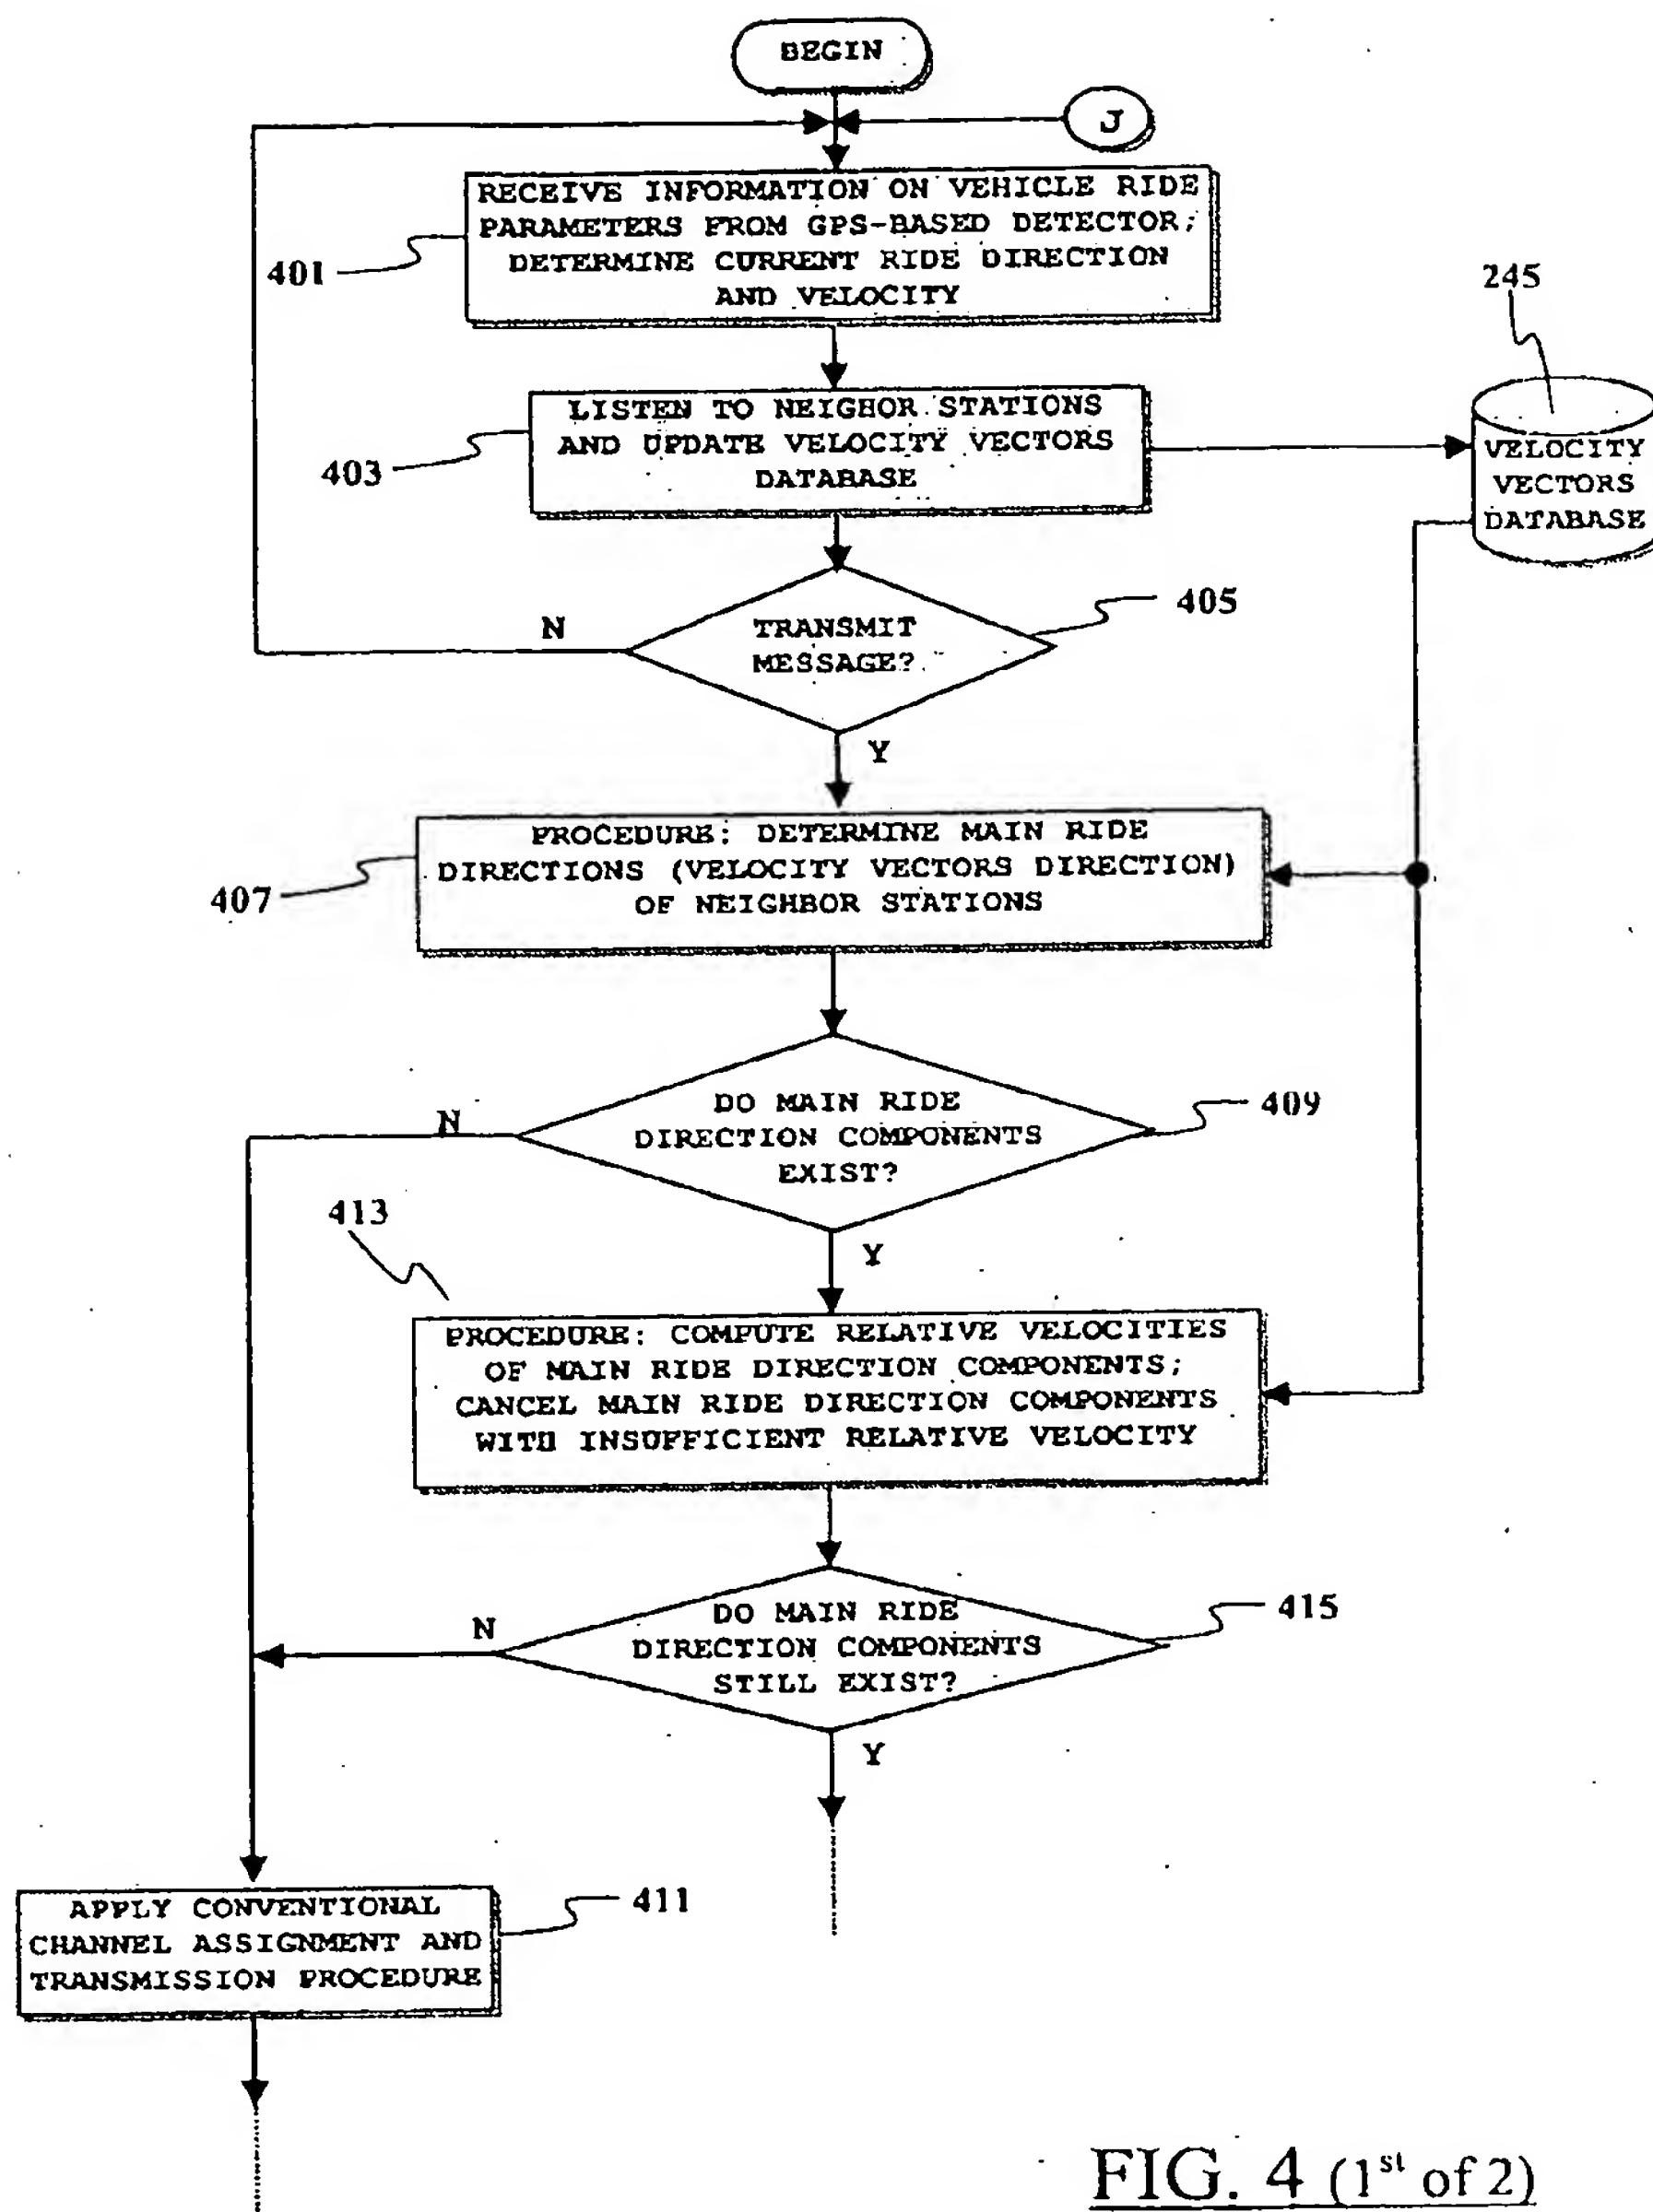 BEGIN
J
RECEIVE INFORMATION ON VEHICLE RIDE
PARAMETERS FROM GPS-BASED DETECTOR;
DETERMINE CURRENT RIDE DIRECTION
AND VELOCITY
401
245
LISTEN TO NEIGHBOR STATIONS
AND UPDATE VELOCITY VECTORS
DATABASE
403
VELOCITY
VECTORS
DATABASE
405
N
TRANSMIT
MESSAGE?
Y
PROCEDURE: DETERMINE MAIN RIDE
DIRECTIONS (VELOCITY VECTORS DIRECTION)
OF NEIGHBOR STATIONS
407
N
DO MAIN RIDE
DIRECTION COMPONENTS
EXIST?
409
413
Y
PROCEDURE: COMPUTE RELATIVE VELOCITIES
OF MAIN RIDE DIRECTION COMPONENTS;
CANCEL MAIN RIDE DIRECTION COMPONENTS
WITH INSUFFICIENT RELATIVE VELOCITY
N
DO MAIN RIDE
DIRECTION COMPONENTS
STILL EXIST?
415
Y
APPLY CONVENTIONAL
CHANNEL ASSIGNMENT AND
TRANSMISSION PROCEDURE
411
FIG. 4 (1st of 2)